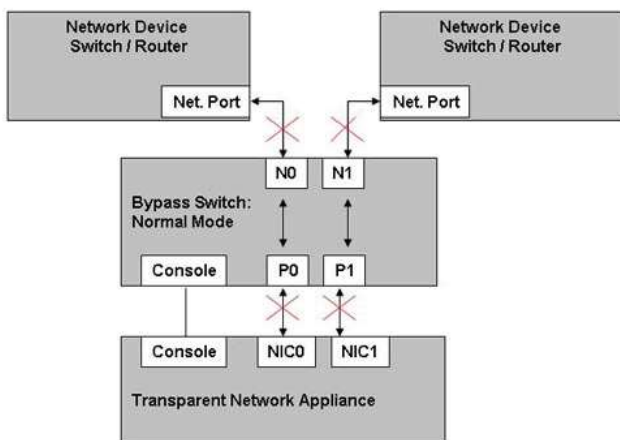 Network Device
Switch / Router
Net. Port
Network Device
Switch / Router
Net. Port
N0
N1
Bypass Switch:
Normal Mode
Console
P0
P1
Console
NIC0
NIC1
Transparent Network Appliance